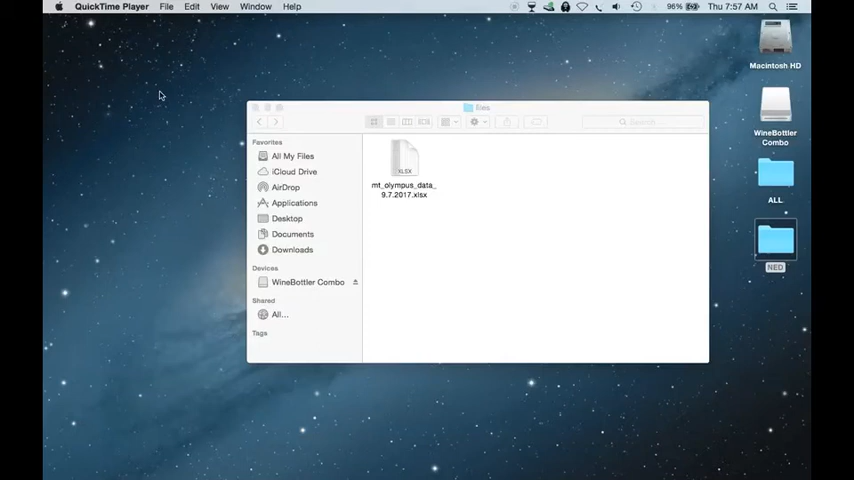 QuickTime Player File Edit View Window Help 96% Thu 7:57 AM
Macintosh HD
files
WineBottler
Combo
Search
Favorites
All My Files
iCloud Drive
AirDrop
Applications
Desktop
Documents
Downloads
Devices
WineBottler Combo
Shared
All...
Tags
XLSX
mt_olympus_data_
9.7.2017.xlsx
ALL
NED